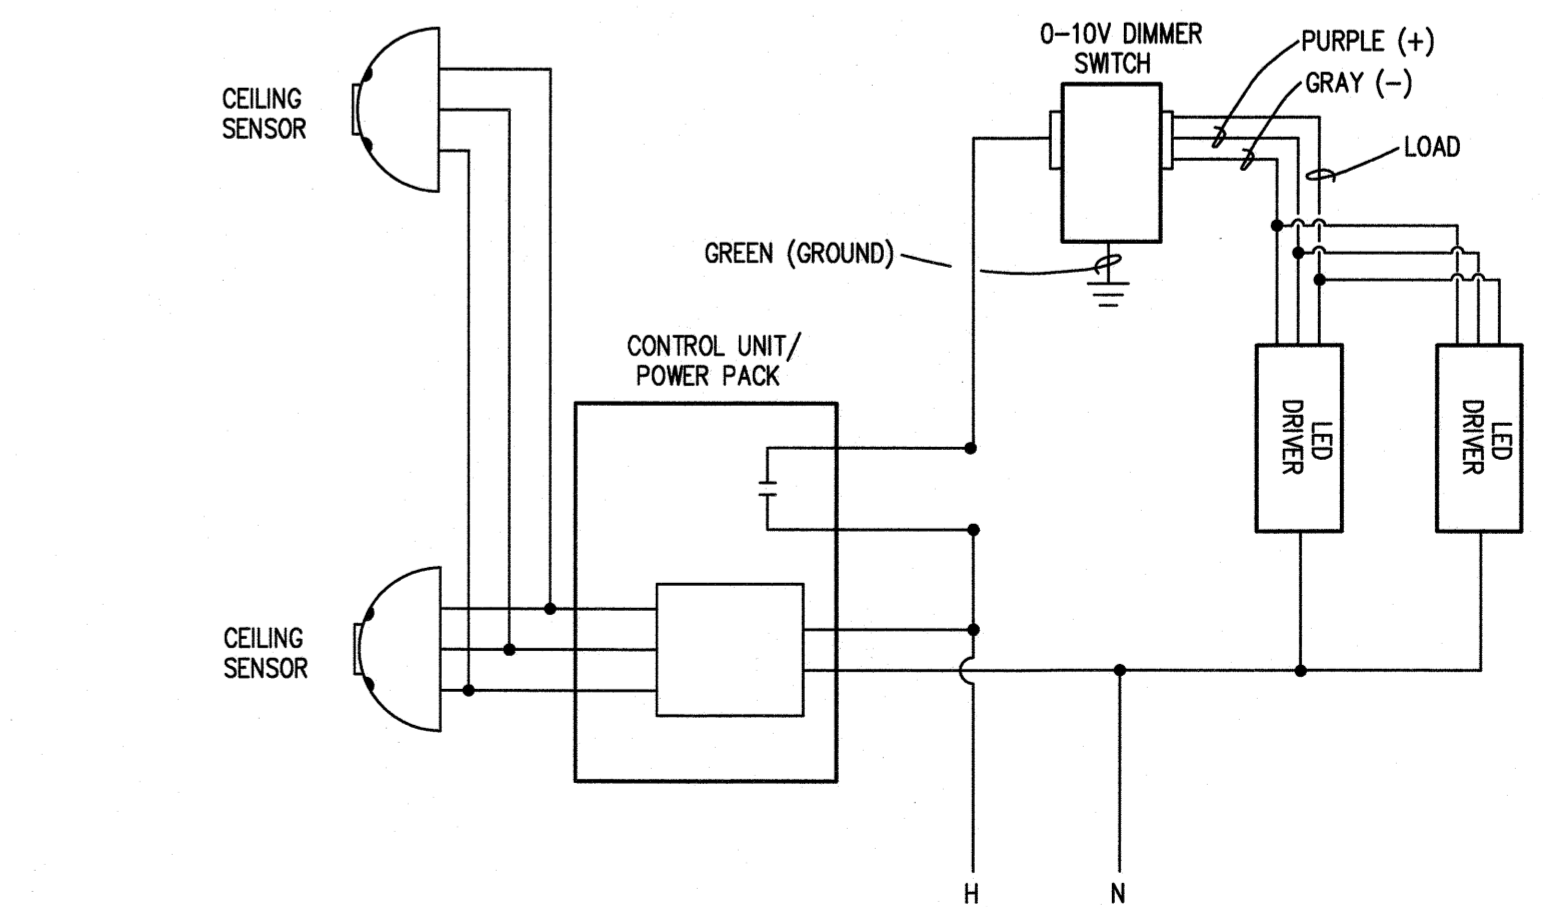 0-10V DIMMER
SWITCH
PURPLE (+)
GRAY (-)
LOAD
CEILING
SENSOR
GREEN (GROUND)
CONTROL UNIT/
POWER PACK
LED
DRIVER
LED
DRIVER
CEILING
SENSOR
H
N